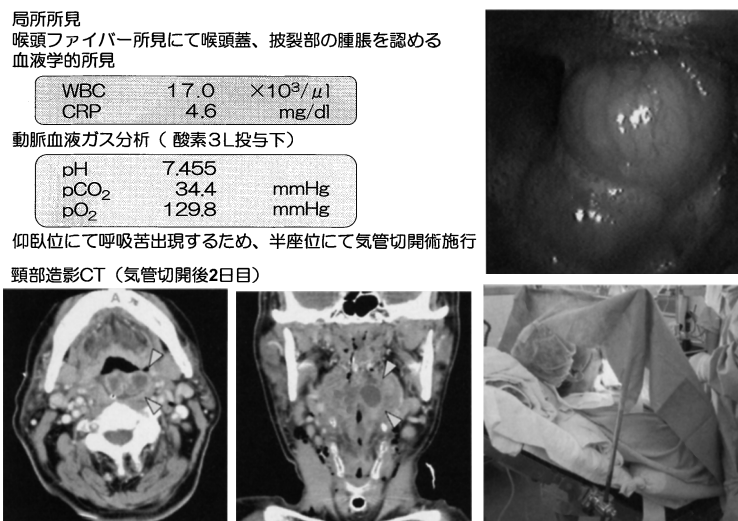 局所所見
喉頭ファイバー所見にて喉頭蓋、披裂部の腫脹を認める
血液学的所見
WBC 17.0 ×10³/μl
CRP 4.6 mg/dl
動脈血液ガス分析（酸素3L投与下）
pH 7.455
pCO₂ 34.4 mmHg
pO₂ 129.8 mmHg
仰臥位にて呼吸苦出現するため、半座位にて気管切開術施行
頸部造影CT（気管切開後2日目）
A